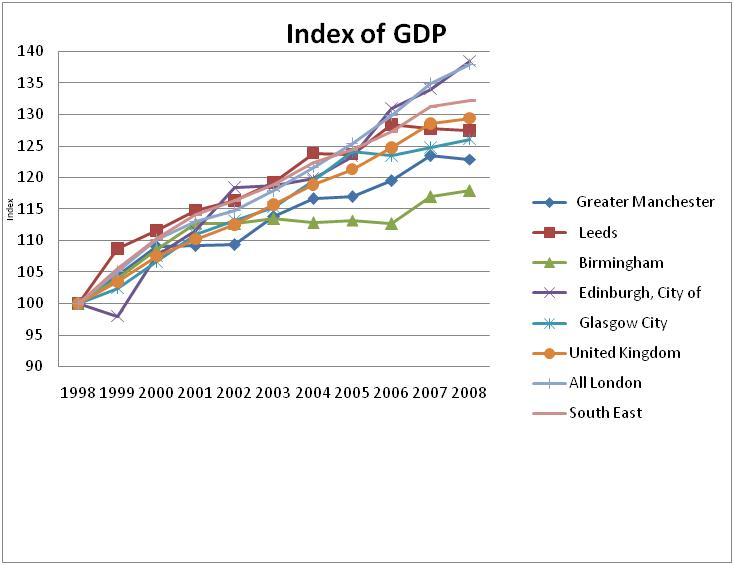 Index of GDP
140
135
130
125
120
115
110
105
100
95
90
Index
1998 1999 2000 2001 2002 2003 2004 2005 2006 2007 2008
Greater Manchester
Leeds
Birmingham
Edinburgh, City of
Glasgow City
United Kingdom
All London
South East